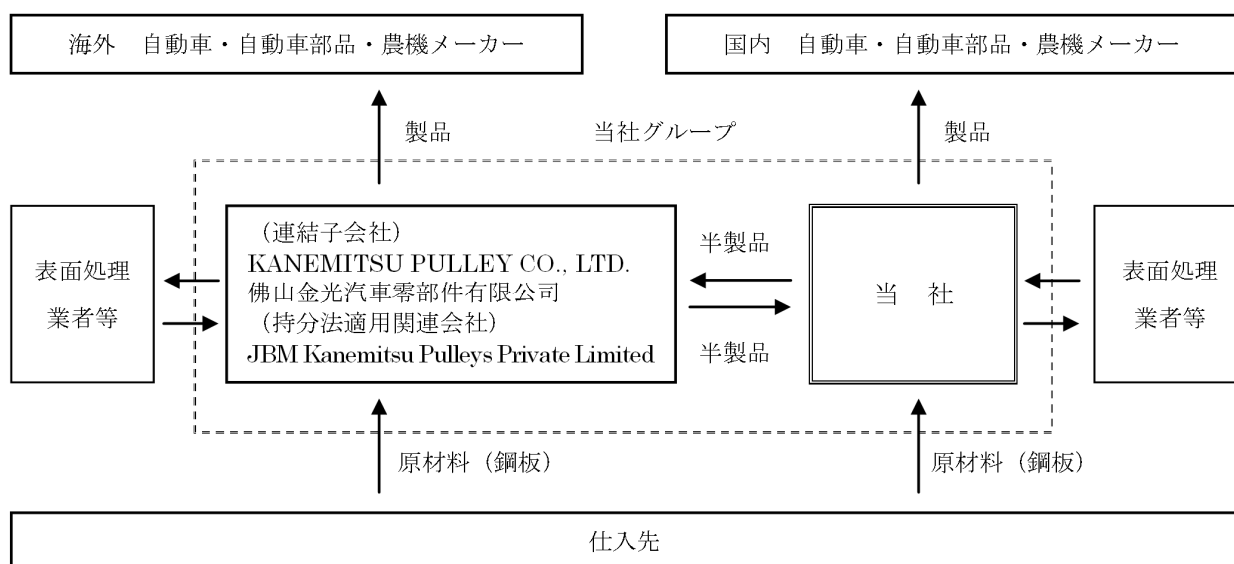 海外　自動車・自動車部品・農機メーカー
国内　自動車・自動車部品・農機メーカー
製品
当社グループ
製品
表面処理
業者等
（連結子会社）
KANEMITSU PULLEY CO., LTD.
佛山金光汽車零部件有限公司
（持分法適用関連会社）
JBM Kanemitsu Pulleys Private Limited
半製品
半製品
当　社
表面処理
業者等
原材料（鋼板）
原材料（鋼板）
仕入先